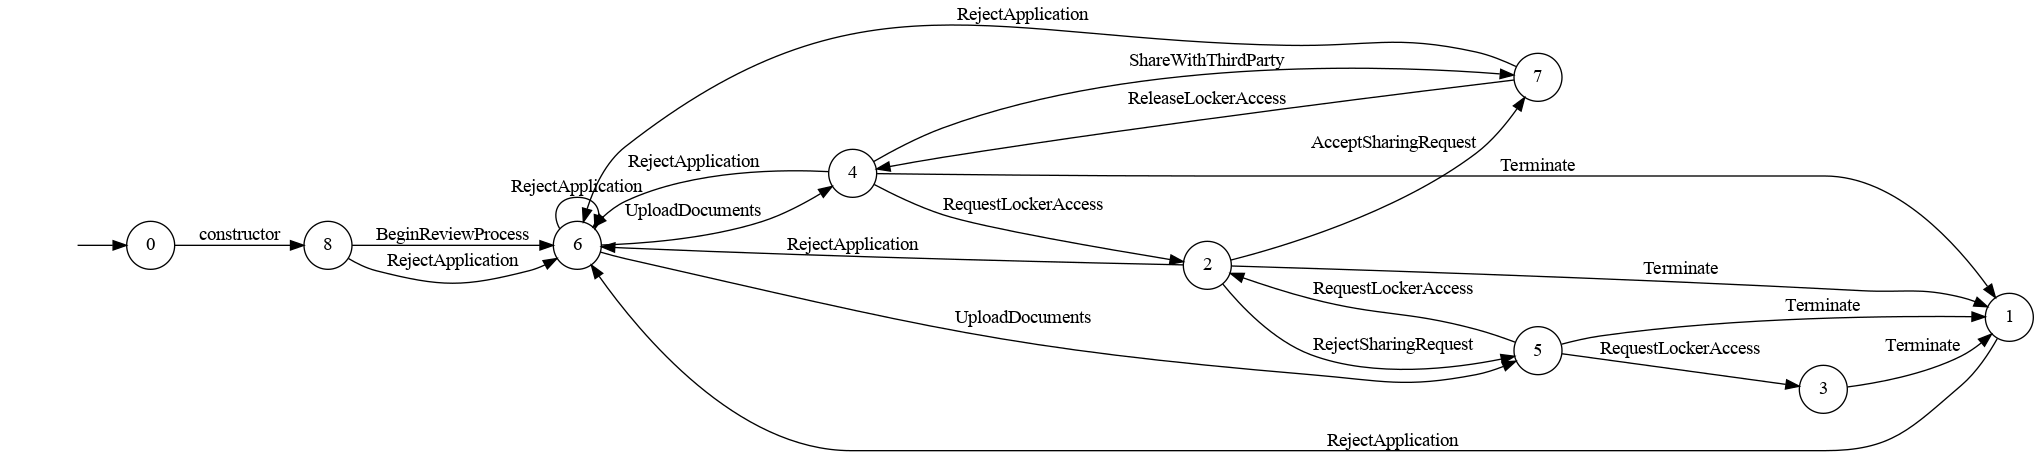 RejectApplication
ShareWithThirdParty
7
ReleaseLockerAccess
AcceptSharingRequest
RejectApplication
4
Terminate
RejectApplication
UploadDocuments
RequestLockerAccess
constructor
BeginReviewProcess
0
8
6
RejectApplication
RejectApplication
2
Terminate
RequestLockerAccess
Terminate
UploadDocuments
1
RejectSharingRequest
5
RequestLockerAccess
Terminate
3
RejectApplication